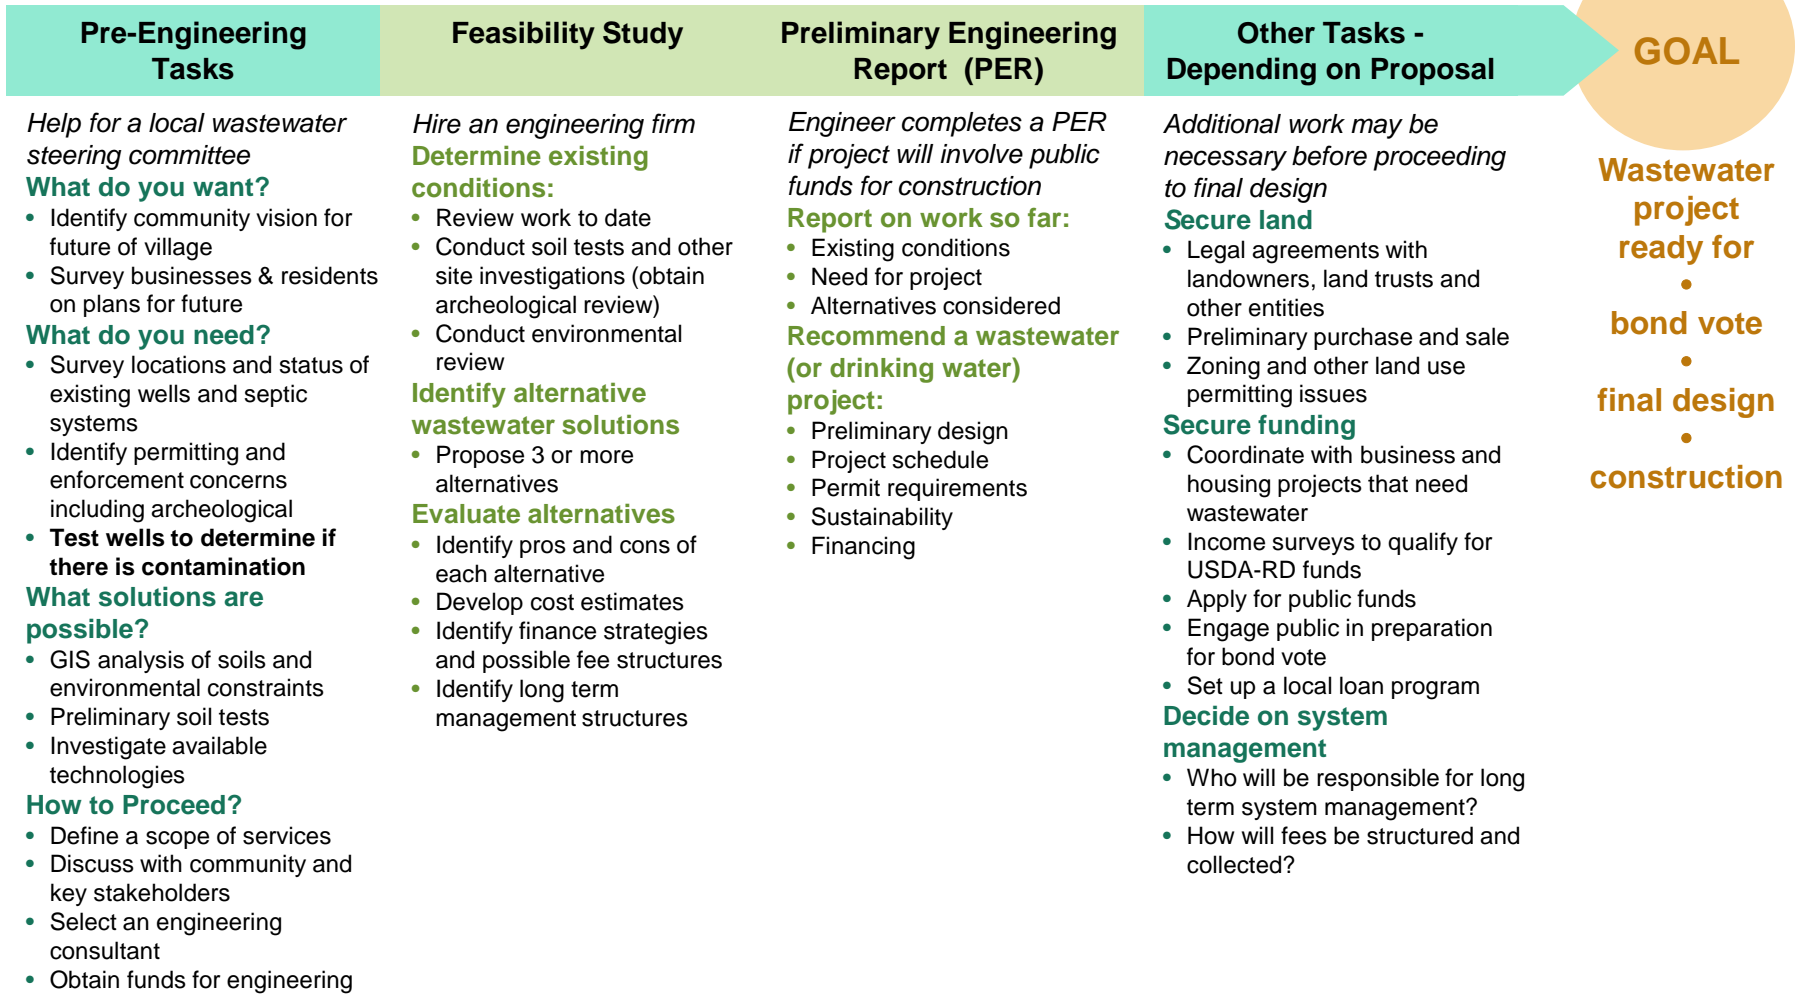 Pre-Engineering
Tasks
Feasibility Study
Preliminary Engineering
Report  (PER)
Other Tasks -
Depending on Proposal
GOAL
Help for a local wastewater
steering committee
What do you want?
• Identify community vision for
future of village
• Survey businesses & residents
on plans for future
What do you need?
• Survey locations and status of
existing wells and septic
systems
• Identify permitting and
enforcement concerns
including archeological
• Test wells to determine if
there is contamination
What solutions are
possible?
• GIS analysis of soils and
environmental constraints
• Preliminary soil tests
• Investigate available
technologies
How to Proceed?
• Define a scope of services
• Discuss with community and
key stakeholders
• Select an engineering
consultant
• Obtain funds for engineering
Hire an engineering firm
Determine existing
conditions:
• Review work to date
• Conduct soil tests and other
site investigations (obtain
archeological review)
• Conduct environmental
review
Identify alternative
wastewater solutions
• Propose 3 or more
alternatives
Evaluate alternatives
• Identify pros and cons of
each alternative
• Develop cost estimates
• Identify finance strategies
and possible fee structures
• Identify long term
management structures
Engineer completes a PER
if project will involve public
funds for construction
Report on work so far:
• Existing conditions
• Need for project
• Alternatives considered
Recommend a wastewater
(or drinking water)
project:
• Preliminary design
• Project schedule
• Permit requirements
• Sustainability
• Financing
Additional work may be
necessary before proceeding
to final design
Secure land
• Legal agreements with
landowners, land trusts and
other entities
• Preliminary purchase and sale
• Zoning and other land use
permitting issues
Secure funding
• Coordinate with business and
housing projects that need
wastewater
• Income surveys to qualify for
USDA-RD funds
• Apply for public funds
• Engage public in preparation
for bond vote
• Set up a local loan program
Decide on system
management
• Who will be responsible for long
term system management?
• How will fees be structured and
collected?
Wastewater
project
ready for
•
bond vote
•
final design
•
construction